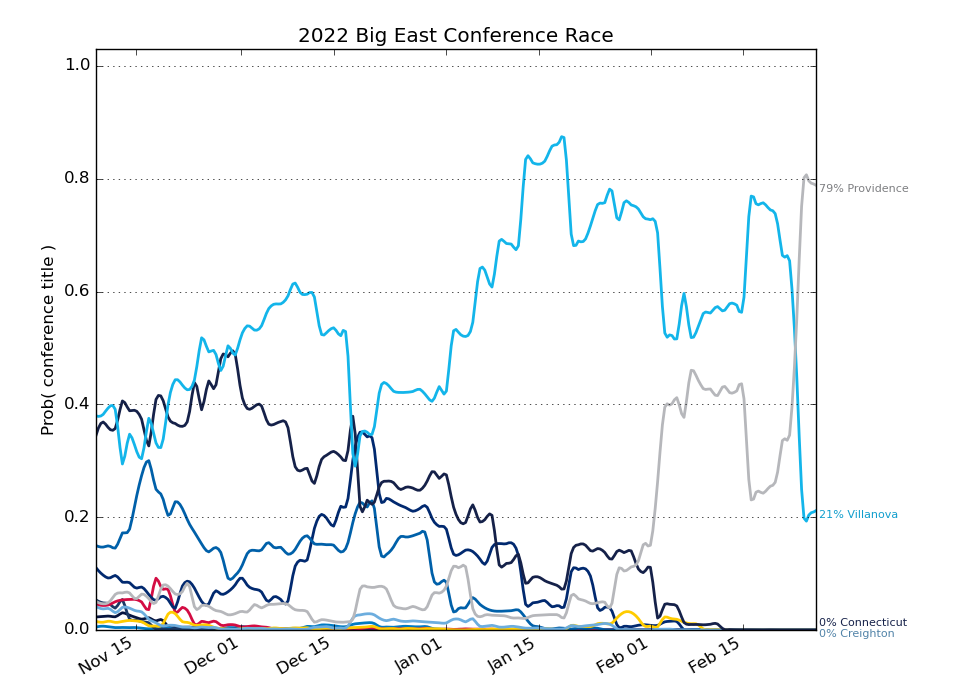 2022 Big East Conference Race
Prob( conference title )
1.0
0.8
0.6
0.4
0.2
0.0
79% Providence
21% Villanova
0% Connecticut
0% Creighton
Nov 15
Dec 01
Dec 15
Jan 01
Jan 15
Feb 01
Feb 15